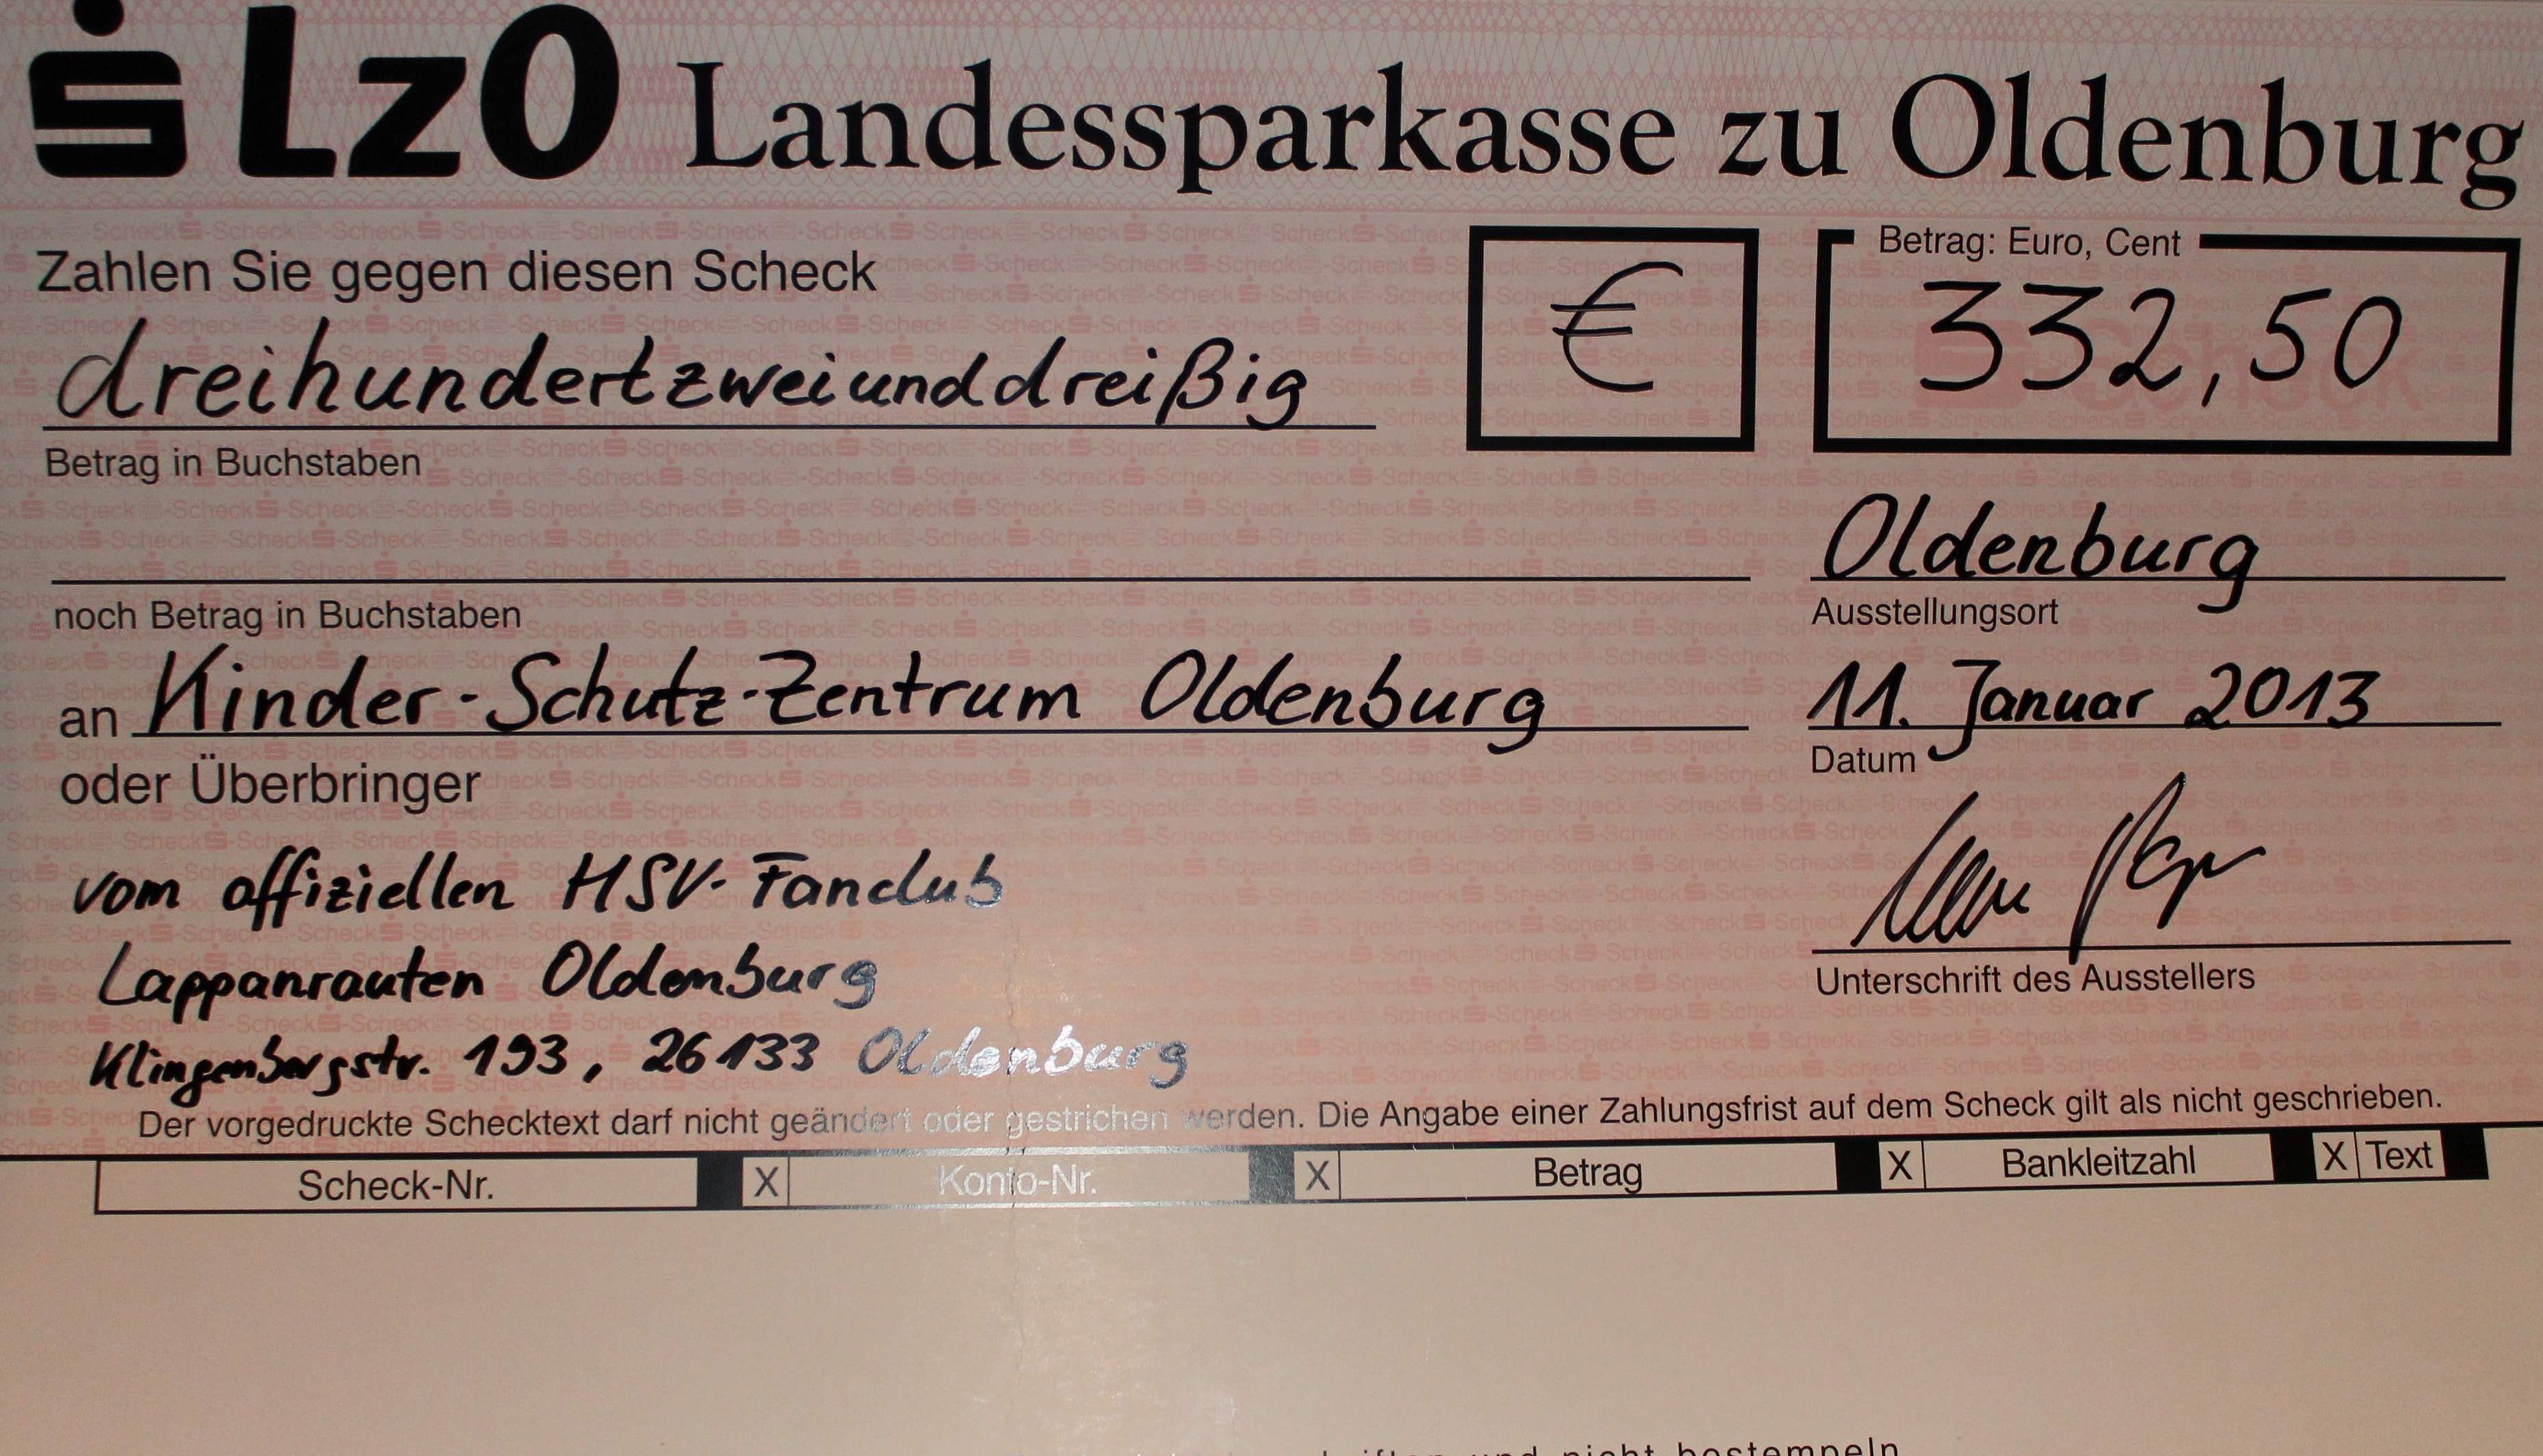 LzO Landessparkasse zu Oldenburg
Zahlen Sie gegen diesen Scheck
dreihundertzweiunddreißig
Betrag in Buchstaben
€
Betrag: Euro, Cent
332,50
noch Betrag in Buchstaben
Oldenburg
Ausstellungsort
an Kinder-Schutz-Zentrum Oldenburg
oder Überbringer
11. Januar 2013
Datum
vom offiziellen HSV-Fanclub
Lappanrauten Oldenburg
Klingenbergstr. 193, 26133 Oldenburg
Unterschrift des Ausstellers
Der vorgedruckte Schecktext darf nicht geändert oder gestrichen werden. Die Angabe einer Zahlungsfrist auf dem Scheck gilt als nicht geschrieben.
Scheck-Nr. X Konto-Nr. X Betrag X Bankleitzahl X Text
und nicht bestempeln